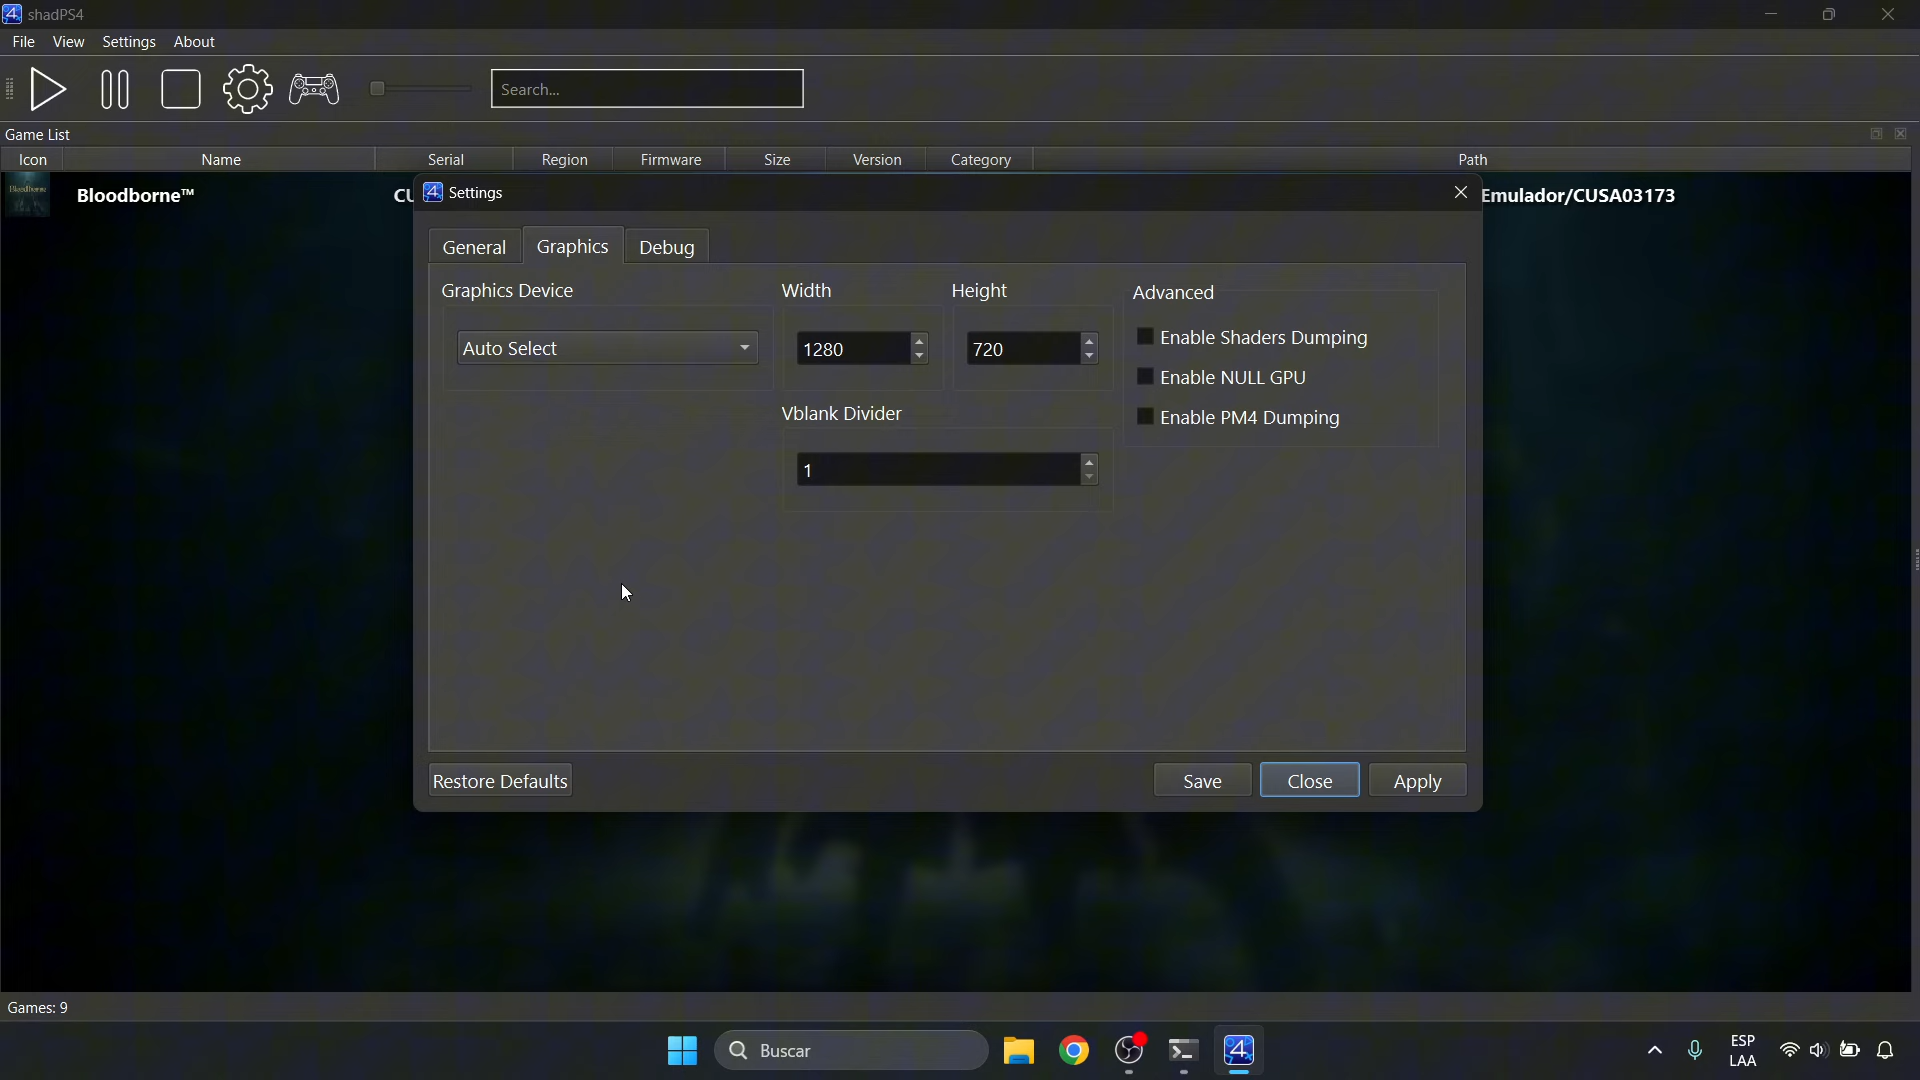 shadPS4
File View Settings About
Search...
Game List
Icon Name Serial Region Firmware Size Version Category Path
Bloodborne
Bloodborne™ CU Emulador/CUSA03173
Settings
General Graphics Debug
Graphics Device Width Height Advanced
Auto Select 1280 720 Enable Shaders Dumping
Enable NULL GPU
Vblank Divider Enable PM4 Dumping
1
Restore Defaults Save Close Apply
Games: 9
Buscar ESP
LAA